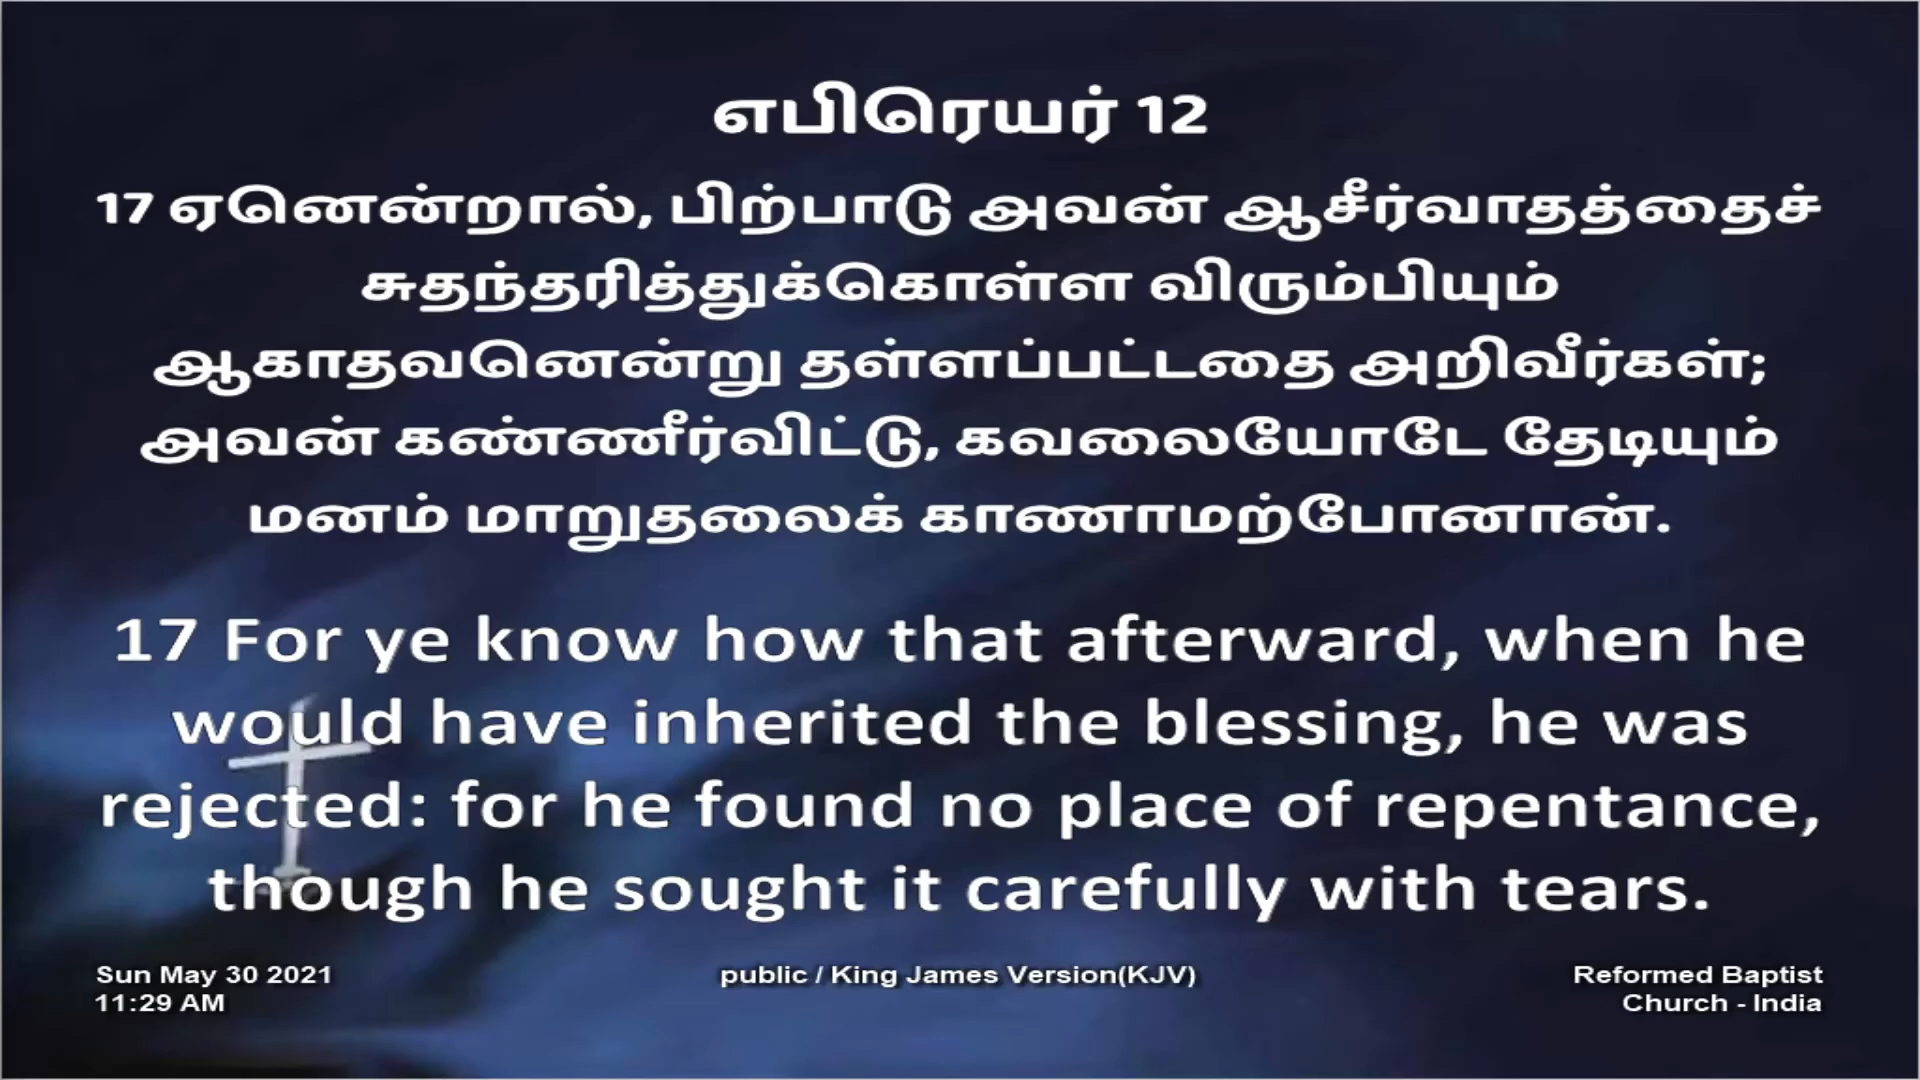 எபிரெயர் 12
17 ஏனென்றால், பிற்பாடு அவன் ஆசீர்வாதத்தைச்
சுதந்தரித்துக்கொள்ள விரும்பியும்
ஆகாதவனென்று தள்ளப்பட்டதை அறிவீர்கள்;
அவன் கண்ணீர்விட்டு, கவலையோடே தேடியும்
மனம் மாறுதலைக் காணாமற்போனான்.
17 For ye know how that afterward, when he
would have inherited the blessing, he was
rejected: for he found no place of repentance,
though he sought it carefully with tears.
Sun May 30 2021
11:29 AM
public / King James Version(KJV)
Reformed Baptist
Church - India